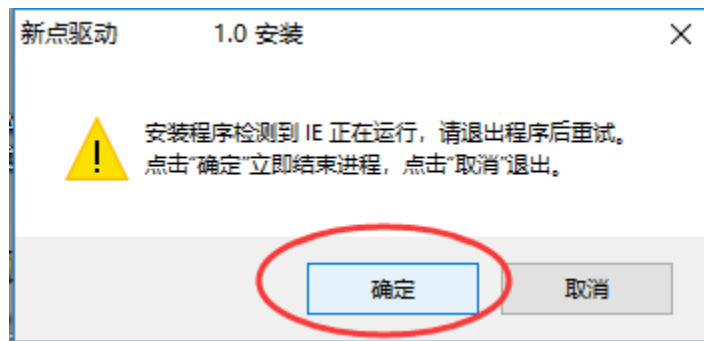 新点驱动 1.0 安装
安装程序检测到 IE 正在运行，请退出程序后重试。
点击“确定”立即结束进程，点击“取消”退出。
确定 取消